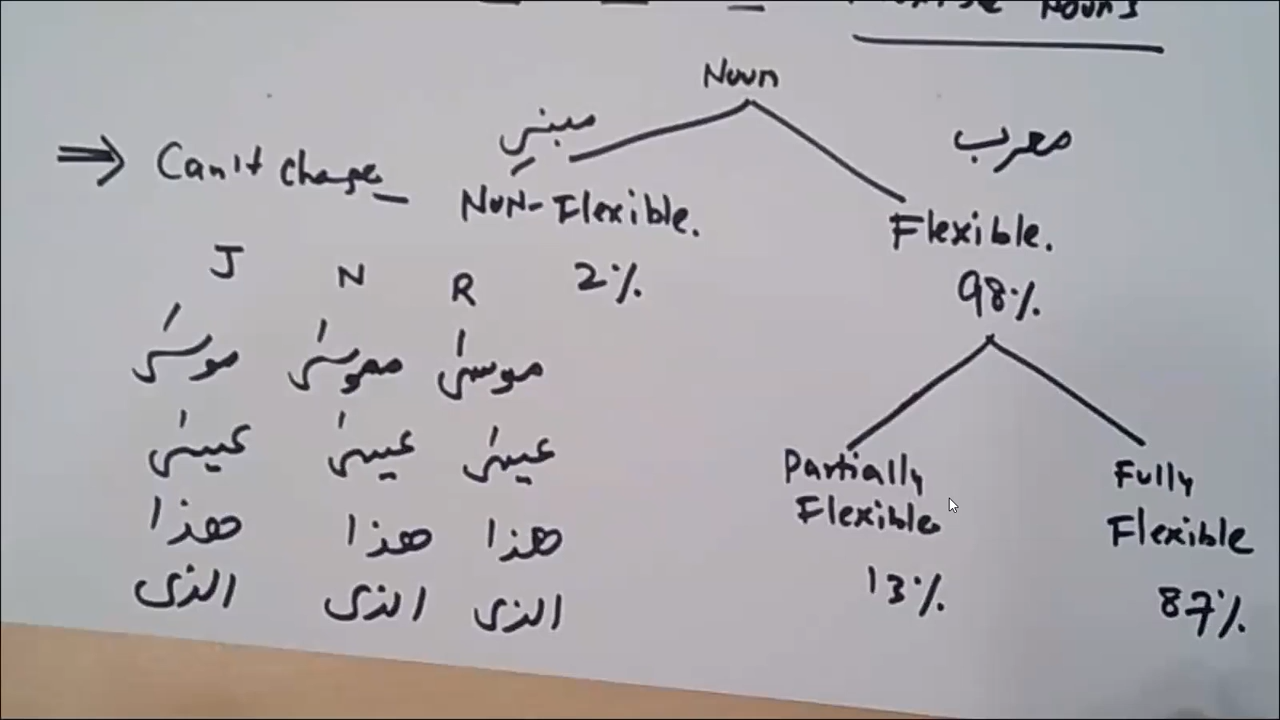 Nouns
Noun
مبني معرب
⇒ Can't change
Non-Flexible. Flexible.
J N R 2% 98%
موسىٰ موسىٰ موسىٰ
عيسىٰ عيسىٰ عيسىٰ
Partially Fully
Flexible Flexible
هذا هذا هذا
13% 87%
الذى الذى الذى